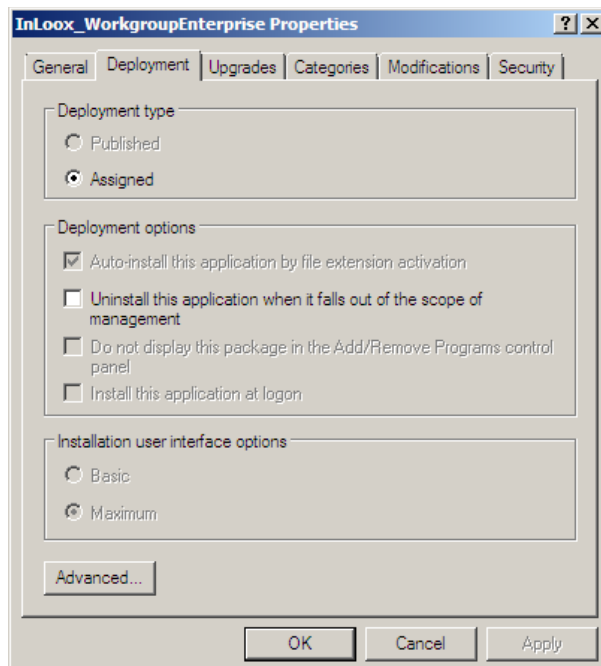 InLoox_WorkgroupEnterprise Properties
General Deployment Upgrades Categories Modifications Security
Deployment type
Published
Assigned
Deployment options
Auto-install this application by file extension activation
Uninstall this application when it falls out of the scope of
management
Do not display this package in the Add/Remove Programs control
panel
Install this application at logon
Installation user interface options
Basic
Maximum
Advanced...
OK Cancel Apply